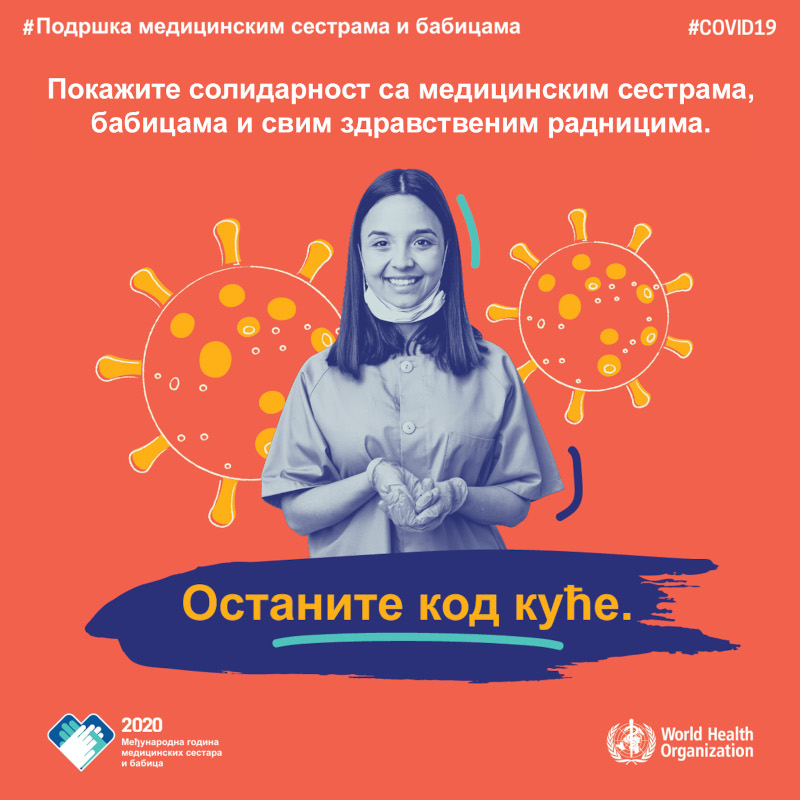 #Подршка медицинским сестрама и бабицама
#COVID19
Покажите солидарност са медицинским сестрама,
бабицама и свим здравственим радницима.
Останите код куће.
2020
Међународна година
медицинских сестара
и бабица
World Health
Organization